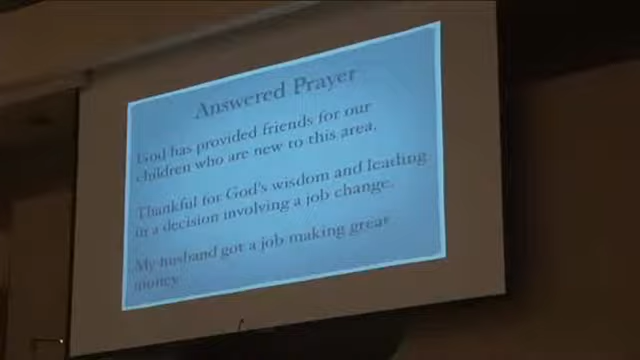 Answered Prayer
God has provided friends for our
children who are new to this area.
Thankful for God's wisdom and leading
in a decision involving a job change.
My husband got a job making great
money.